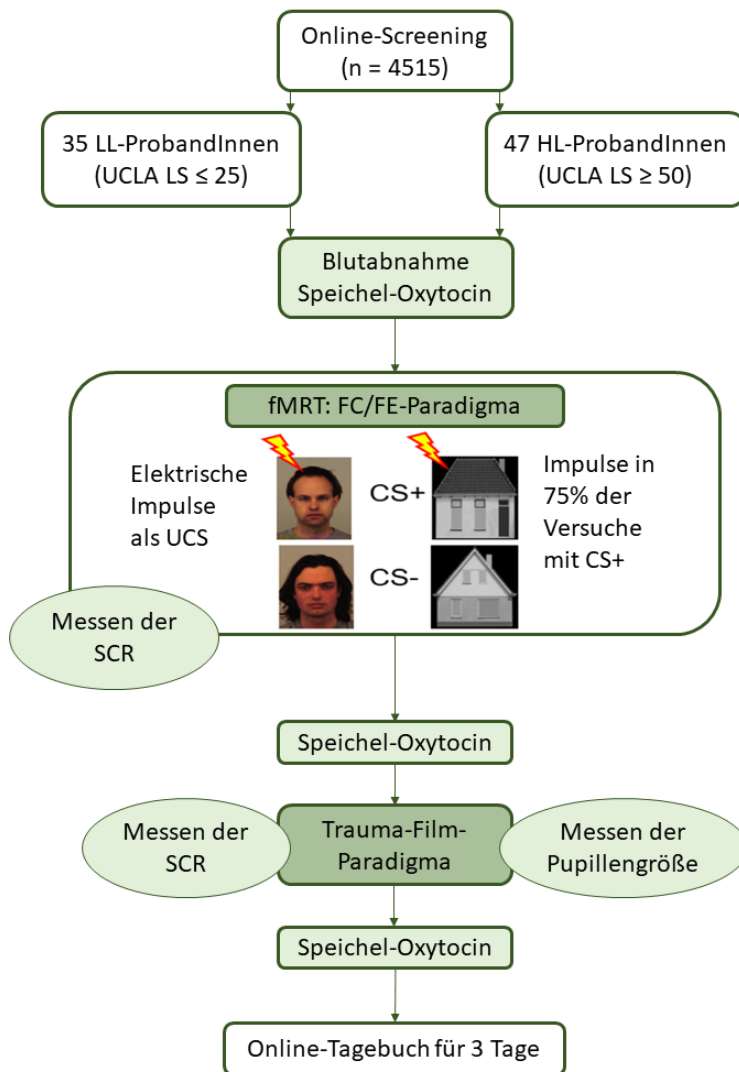 Online-Screening
(n = 4515)
35 LL-ProbandInnen
(UCLA LS ≤ 25)
47 HL-ProbandInnen
(UCLA LS ≥ 50)
Blutabnahme
Speichel-Oxytocin
fMRT: FC/FE-Paradigma
Elektrische
Impulse
als UCS
CS+
CS-
Impulse in
75% der
Versuche
mit CS+
Messen der
SCR
Speichel-Oxytocin
Messen der
SCR
Trauma-Film-
Paradigma
Messen der
Pupillengröße
Speichel-Oxytocin
Online-Tagebuch für 3 Tage